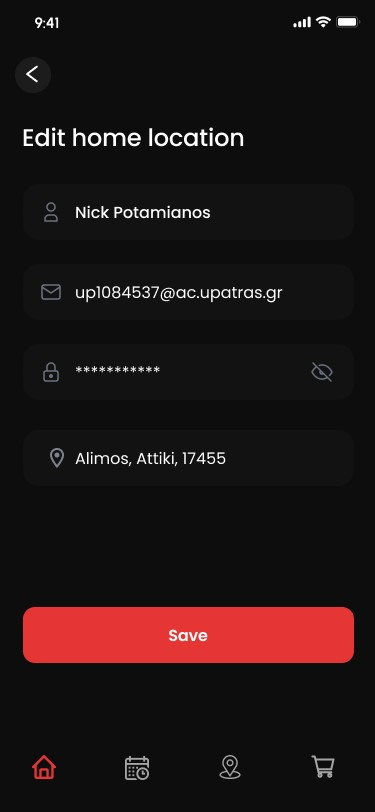 9:41
Edit home location
Nick Potamianos
up1084537@ac.upatras.gr
***********
Alimos, Attiki, 17455
Save